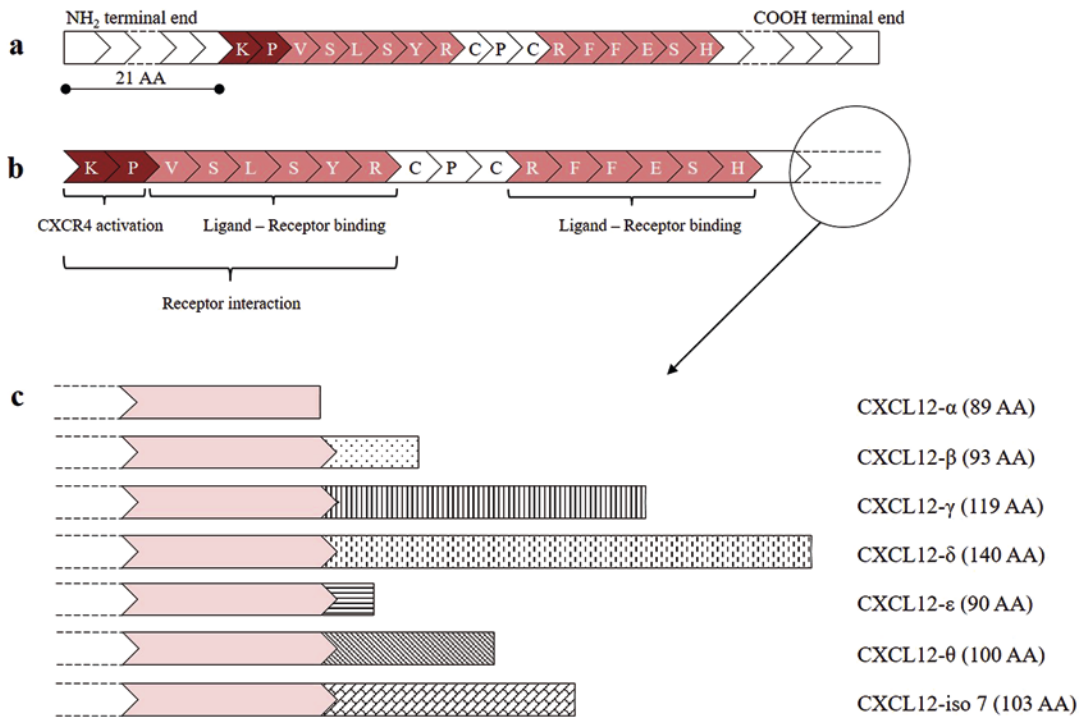 NH₂ terminal end
COOH terminal end
a
K P V S L S Y R C P C R F F E S H
21 AA
b
K P V S L S Y R C P C R F F E S H
CXCR4 activation
Ligand – Receptor binding
Ligand – Receptor binding
Receptor interaction
c
CXCL12-α (89 AA)
CXCL12-β (93 AA)
CXCL12-γ (119 AA)
CXCL12-δ (140 AA)
CXCL12-ε (90 AA)
CXCL12-θ (100 AA)
CXCL12-iso 7 (103 AA)